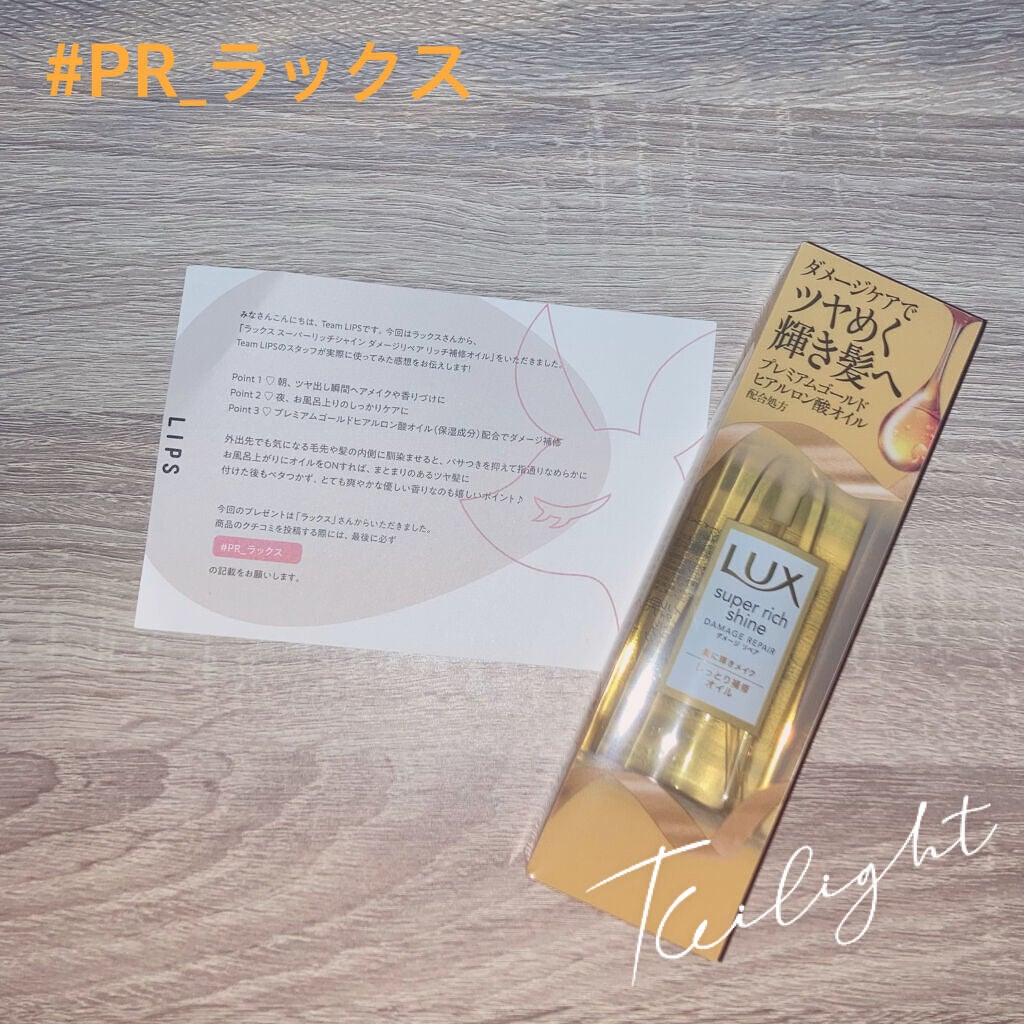 #PR_ラックス
みなさんこんにちは、Team LIPSです。今回はラックスさんから、
「ラックス スーパーリッチシャイン ダメージリペア リッチ補修オイル」をいただきました。
Team LIPSのスタッフが実際に使ってみた感想をお伝えします!
Point 1 ♡ 朝、ツヤ出し瞬間ヘアメイクや香りづけに
Point 2 ♡ 夜、お風呂上りのしっかりケアに
Point 3 ♡ プレミアムゴールドヒアルロン酸オイル(保湿成分)配合でダメージ補修
外出先でも気になる毛先や髪の内側に馴染ませると、パサつきを抑えて指通りなめらかに
お風呂上がりにオイルをONすれば、まとまりのあるツヤ髪に
付けた後もベタつかず、とても爽やかな優しい香りなのも嬉しいポイント♪
今回のプレゼントは「ラックス」さんからいただきました。
商品のクチコミを投稿する際には、最後に必ず
#PR_ラックス
の記載をお願いします。
LIPS
ダメージケアで
ツヤめく
輝き髪へ
プレミアムゴールド
ヒアルロン酸オイル
配合処方
LUX
super rich
shine
DAMAGE REPAIR
ダメージ リペア
髪に輝きメイク
しっとり補修
オイル